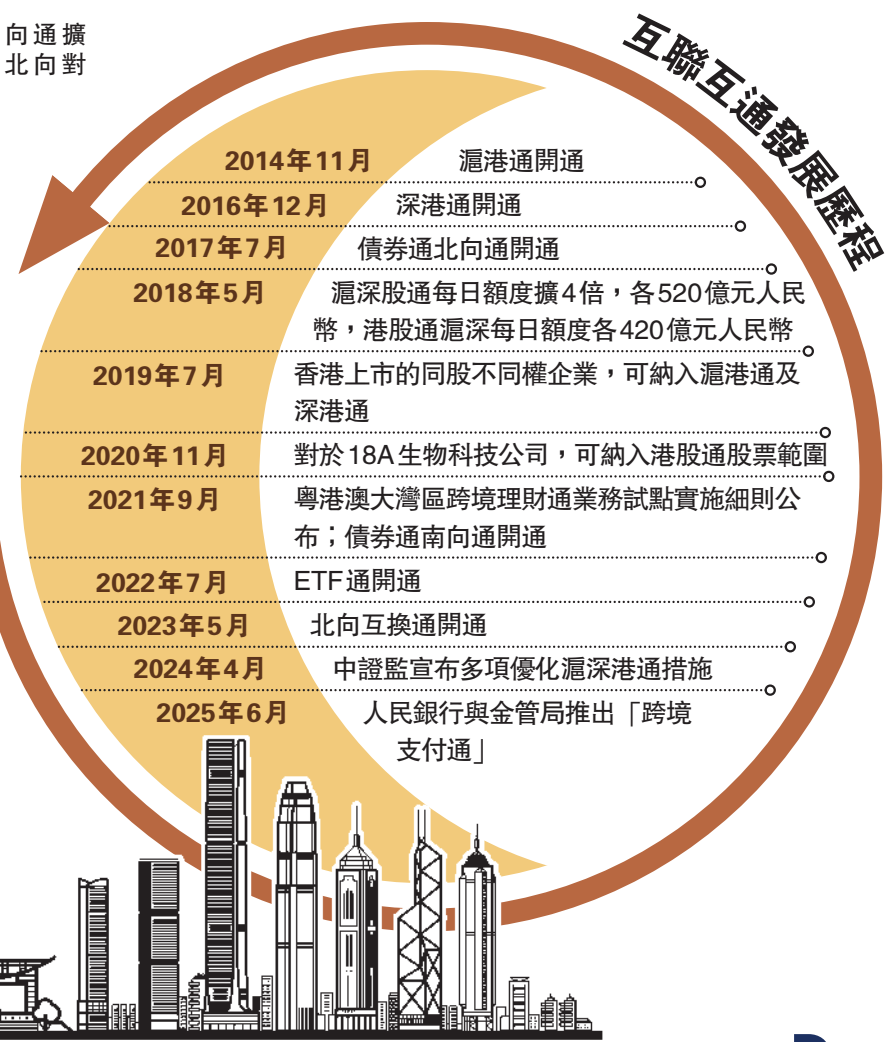 向通擴
北向對
互聯互通發展歷程
2014年11月 滬港通開通
2016年12月 深港通開通
2017年7月 債券通北向通開通
2018年5月 滬深股通每日額度擴4倍，各520億元人民
幣，港股通滬深每日額度各420億元人民幣
2019年7月 香港上市的同股不同權企業，可納入滬港通及
深港通
2020年11月 對於18A生物科技公司，可納入港股通股票範圍
2021年9月 粵港澳大灣區跨境理財通業務試點實施細則公
布；債券通南向通開通
2022年7月 ETF通開通
2023年5月 北向互換通開通
2024年4月 中證監宣布多項優化滬深港通措施
2025年6月 人民銀行與金管局推出「跨境
支付通」